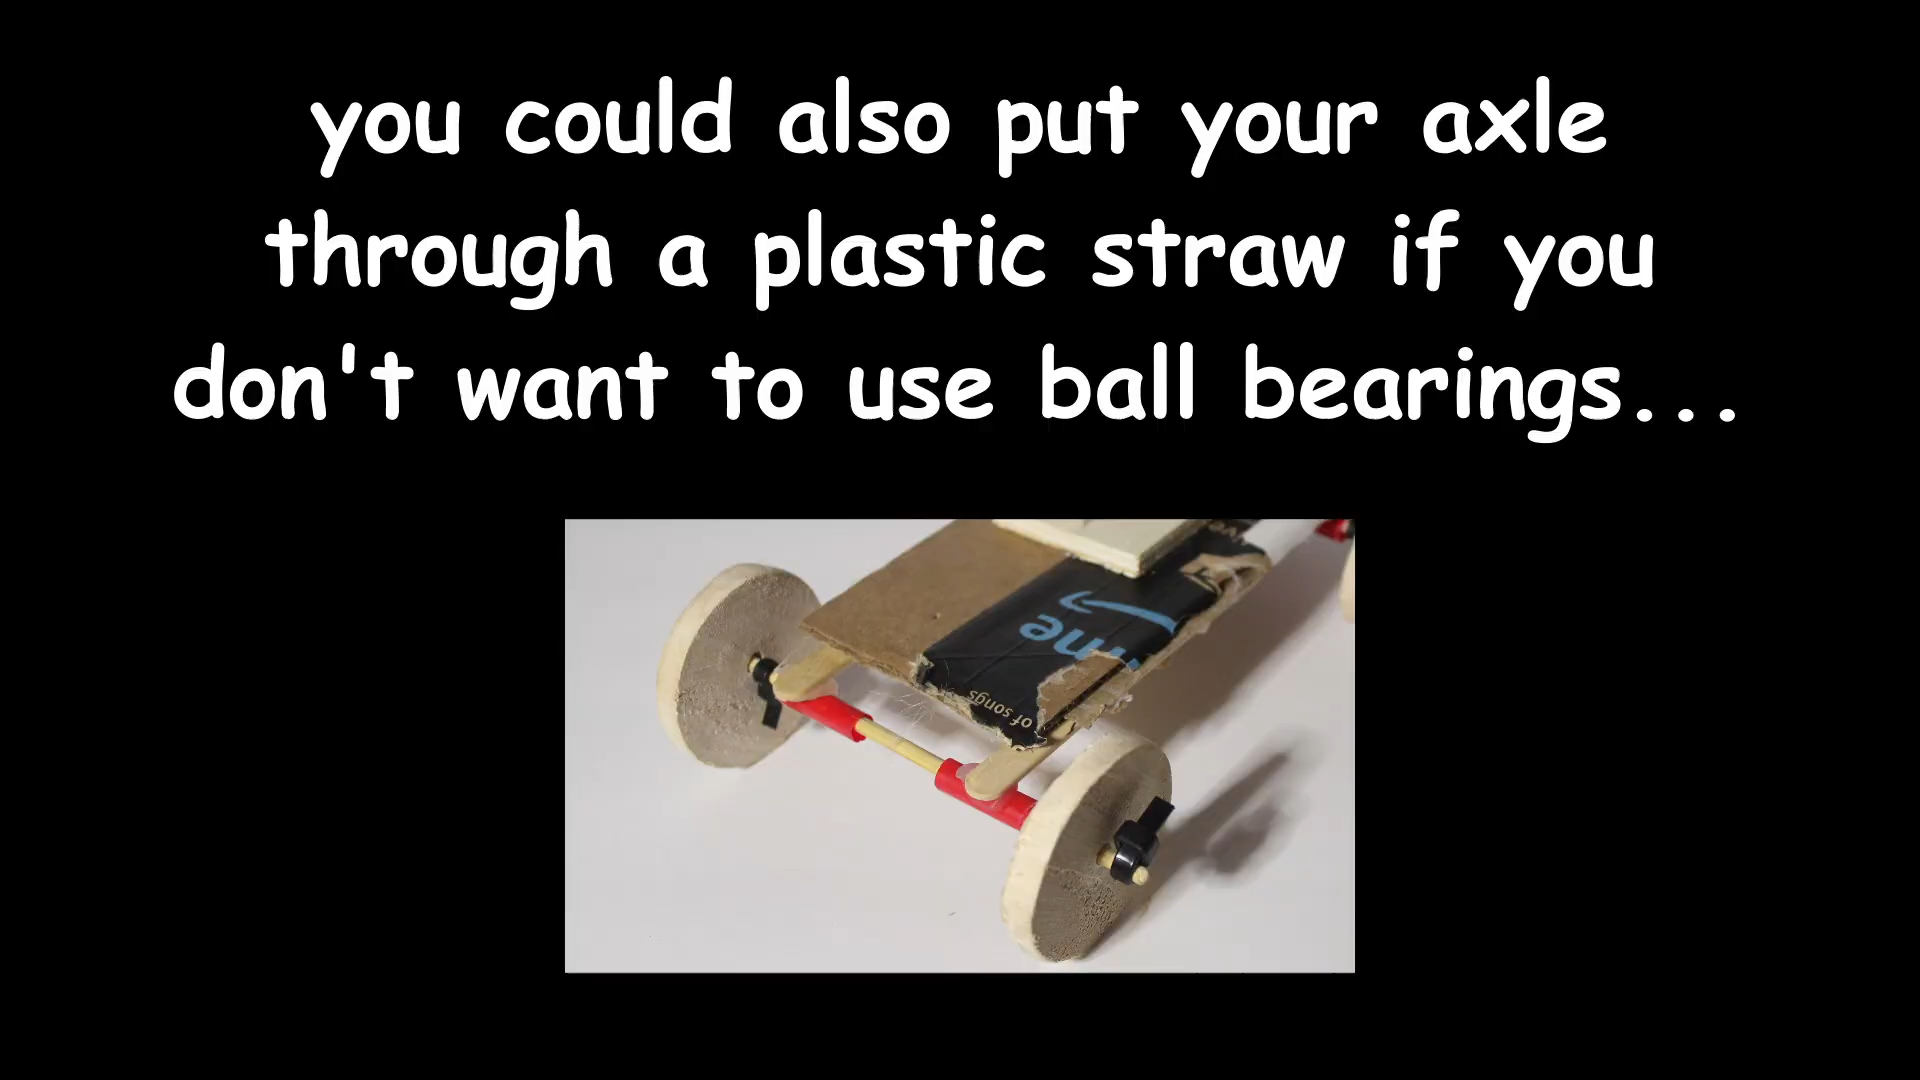 you could also put your axle
through a plastic straw if you
don't want to use ball bearings...
me
of songs